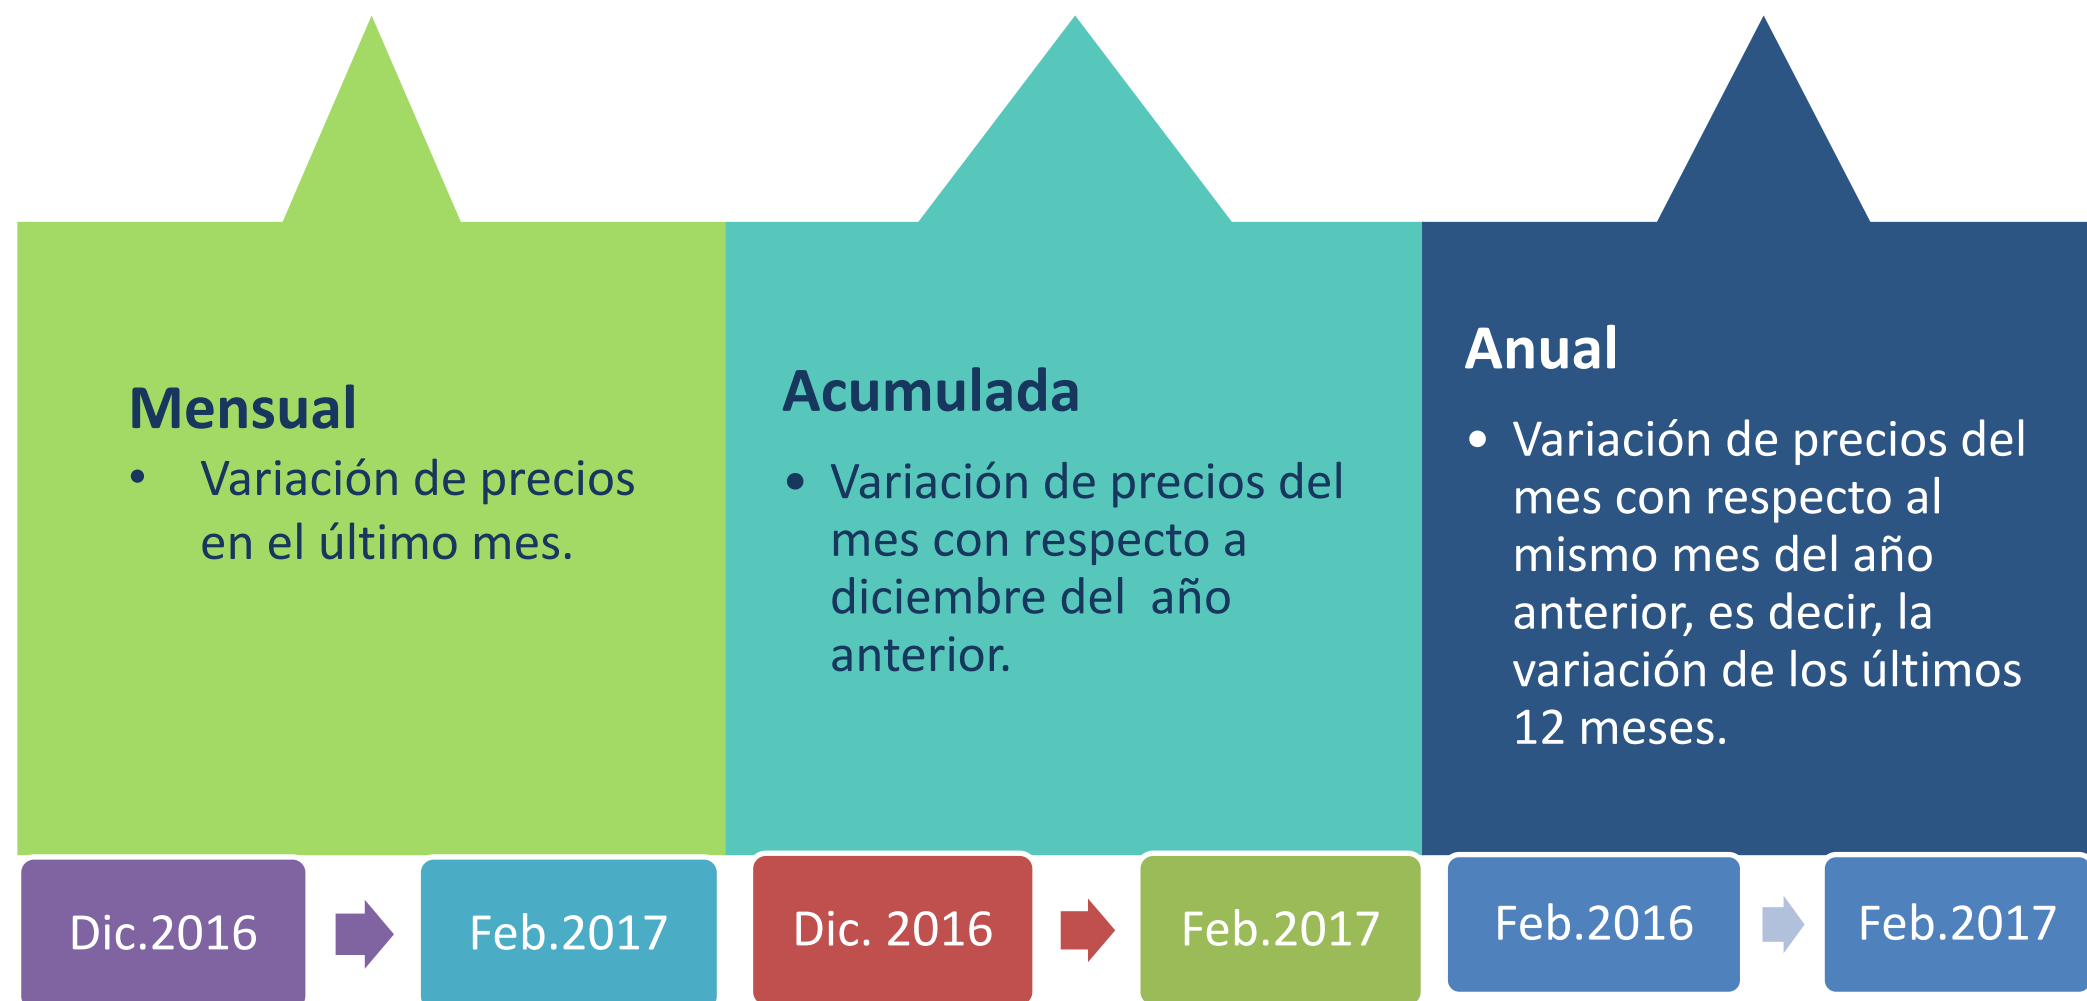 Mensual
• Variación de precios
en el último mes.
Acumulada
• Variación de precios del
mes con respecto a
diciembre del año
anterior.
Anual
• Variación de precios del
mes con respecto al
mismo mes del año
anterior, es decir, la
variación de los últimos
12 meses.
Dic.2016
Feb.2017
Dic. 2016
Feb.2017
Feb.2016
Feb.2017